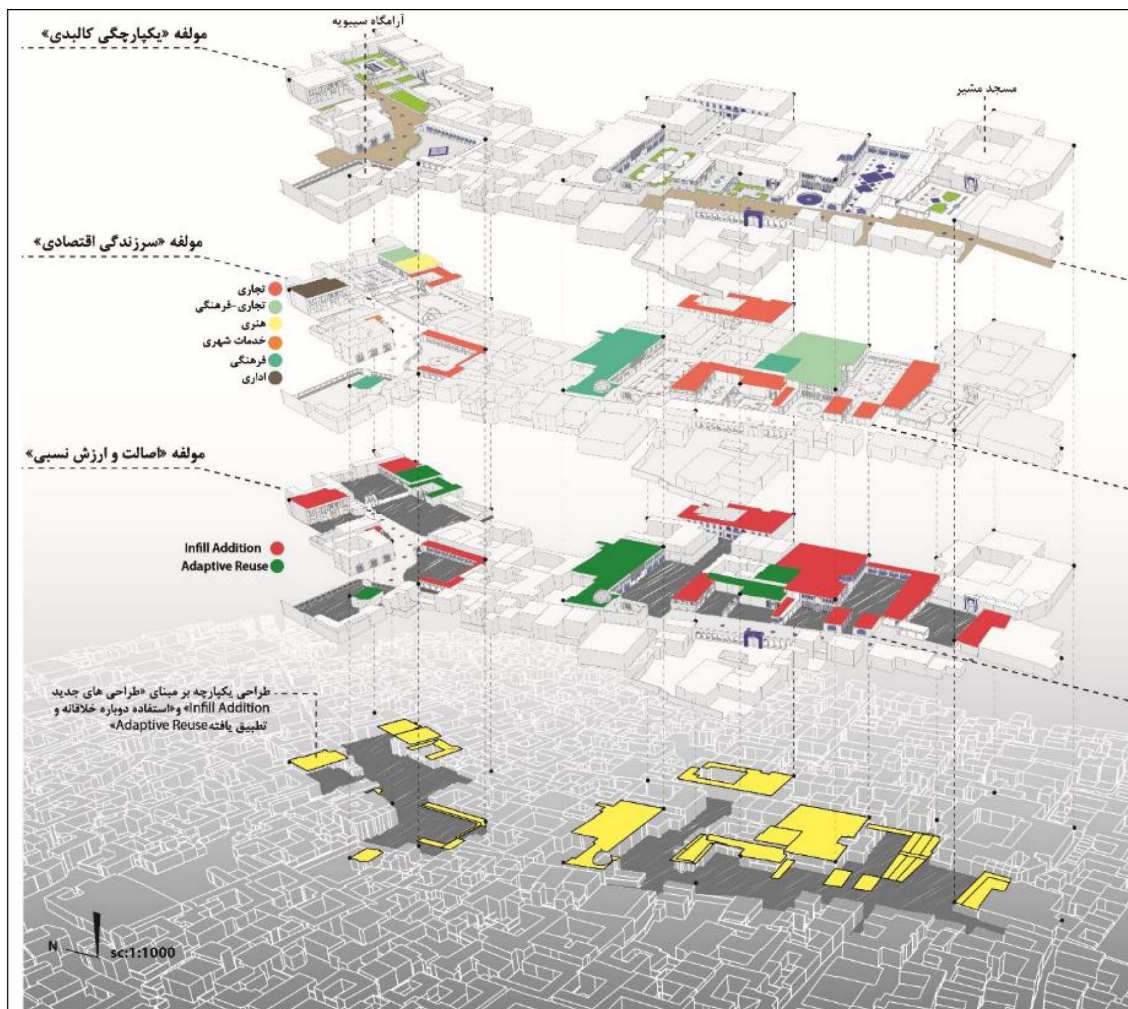 آرامگاه سیبویه
مولفه «یکپارچگی کالبدی»
مسجد مشیر
مولفه «سرزندگی اقتصادی»
تجاری
تجاری-فرهنگی
هنری
خدمات شهری
فرهنگی
اداری
مولفه «اصالت و ارزش نسبی»
Infill Addition
Adaptive Reuse
طراحی یکپارچه بر مبنای «طراحی های جدید
Infill Addition» و«استفاده دوباره خلاقانه و
تطبیق یافته Adaptive Reuse»
N
sc:1:1000